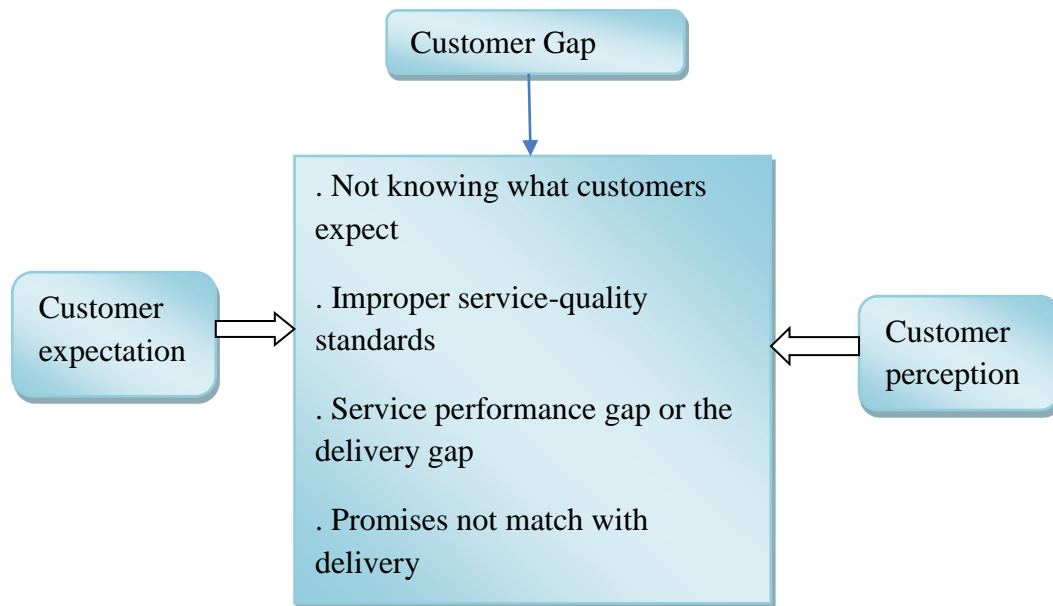 Customer Gap
. Not knowing what customers
expect
. Improper service-quality
standards
. Service performance gap or the
delivery gap
. Promises not match with
delivery
Customer
expectation
Customer
perception